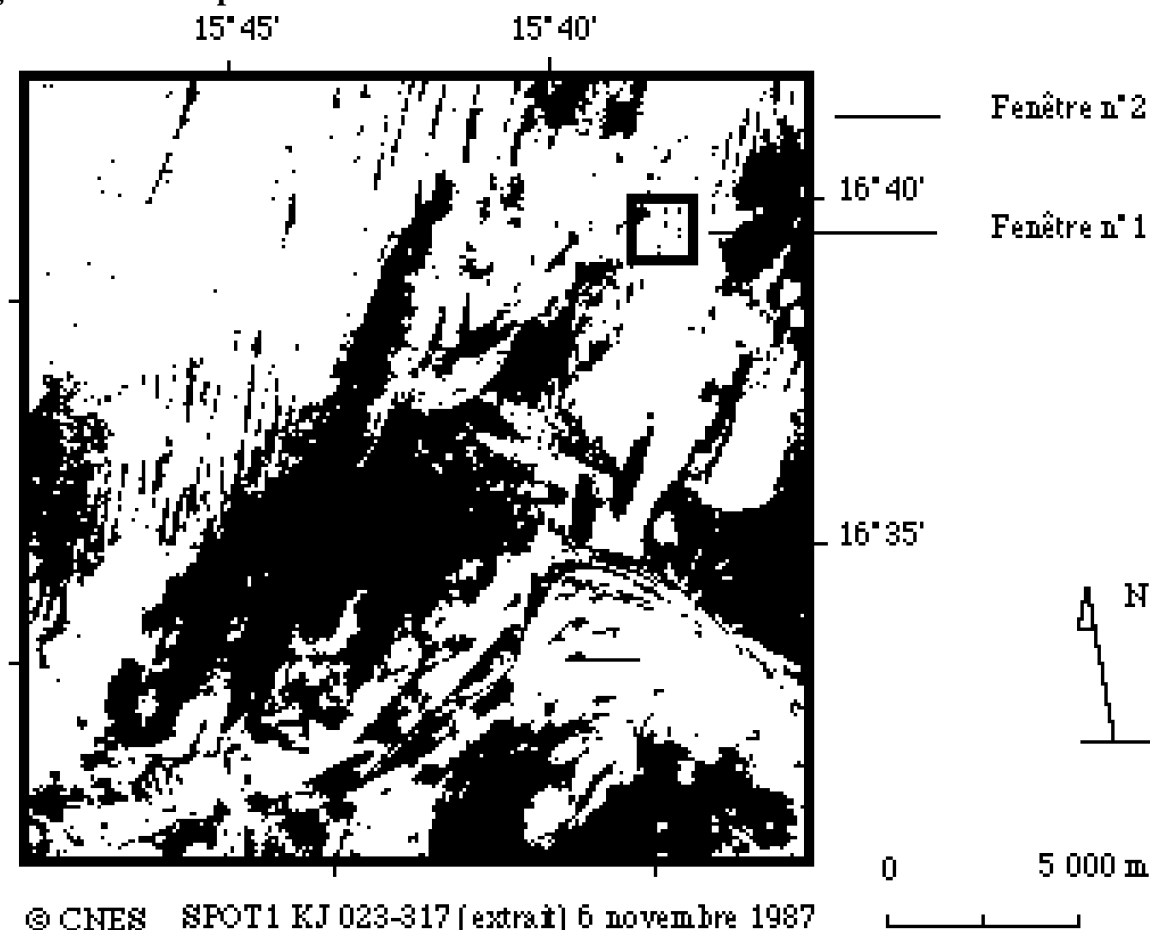 15°45' 15°40'
Fenêtre n°2
16°40'
Fenêtre n°1
16°35'
N
0 5 000 m
© CNES SPOT1 KJ 023-317 (extrait) 6 novembre 1987